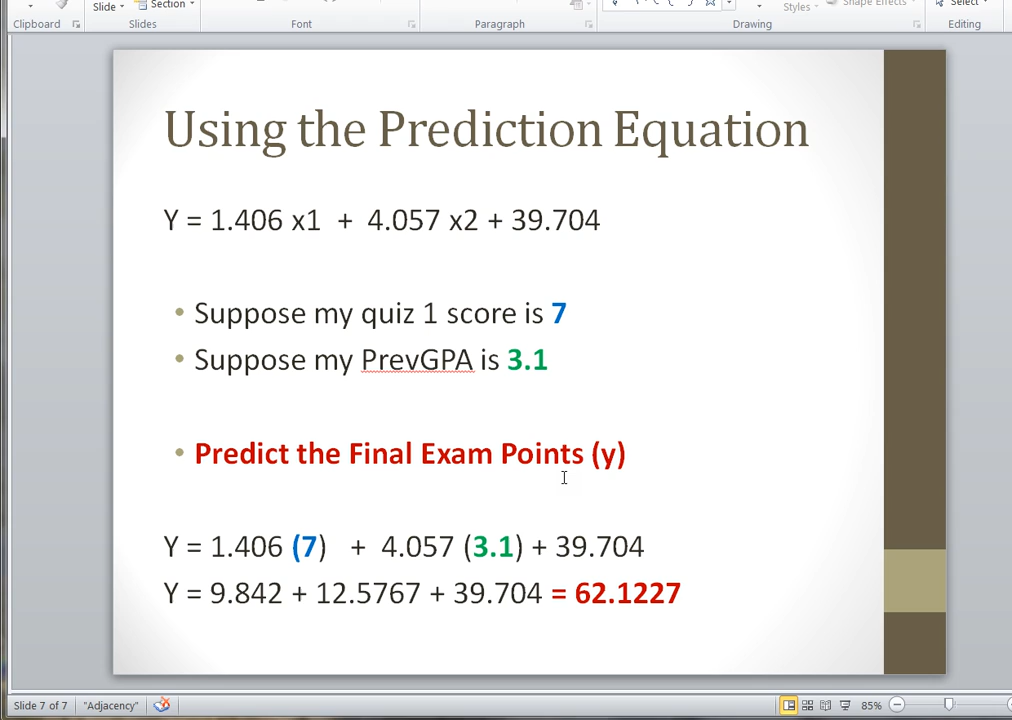 Slide
Section
Styles
Shape Effects
Select
Clipboard
Slides
Font
Paragraph
Drawing
Editing
Using the Prediction Equation
Y = 1.406 x1 + 4.057 x2 + 39.704
• Suppose my quiz 1 score is 7
• Suppose my PrevGPA is 3.1
• Predict the Final Exam Points (y)
Y = 1.406 (7) + 4.057 (3.1) + 39.704
Y = 9.842 + 12.5767 + 39.704 = 62.1227
Slide 7 of 7 "Adjacency" 85%